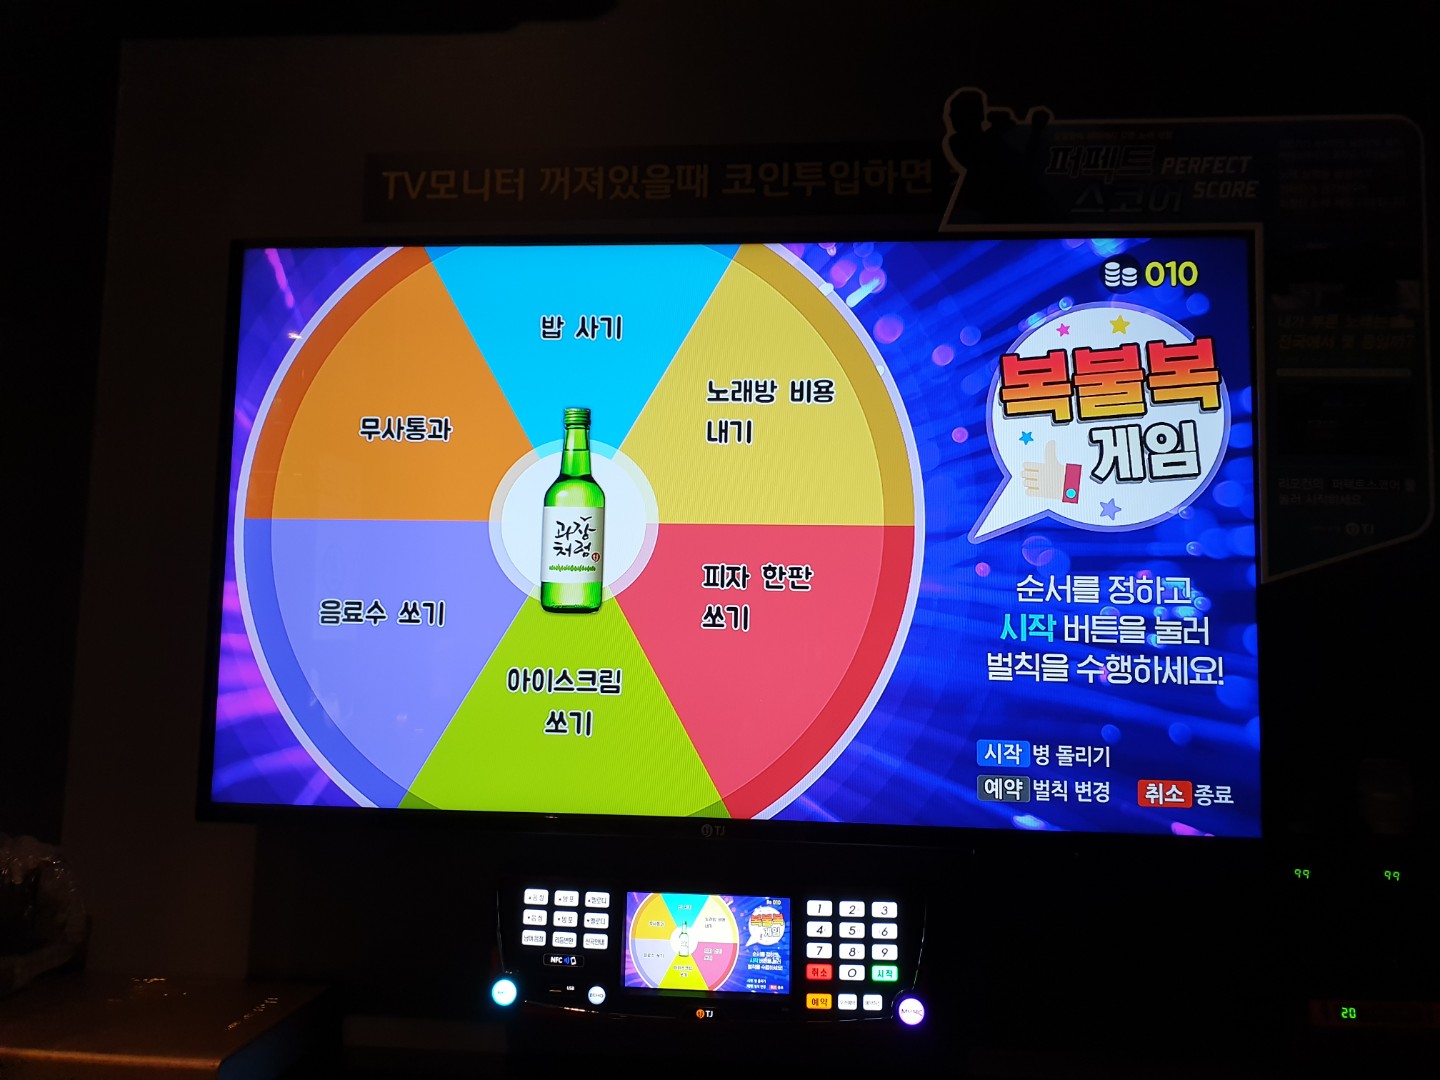 TV모니터 꺼져있을때 코인투입하면
퍼펙트 PERFECT
스코어 SCORE
010
복불복
게임
밥 사기
노래방 비용
내기
무사통과
피자 한판
쏘기
음료수 쏘기
아이스크림
쏘기
과장
처럼
순서를 정하고
시작 버튼을 눌러
벌칙을 수행하세요!
시작 병 돌리기
예약 벌칙 변경
취소 종료
TJ
TJ
99
99
1 2 3
4 5 6
7 8 9
취소 0 시작
예약
NFC
TJ
20